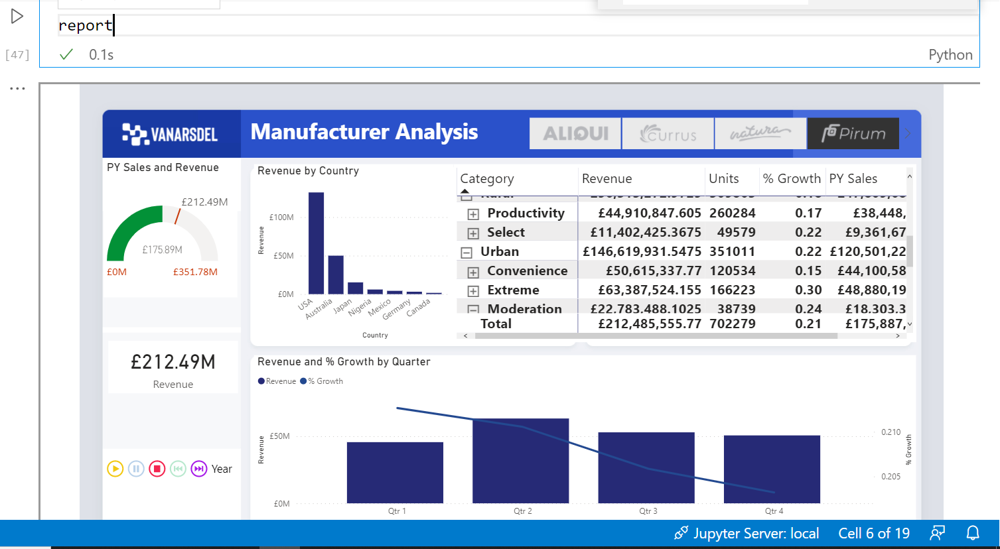 report
[47]
0.1s
Python
...
VANARSDEL
Manufacturer Analysis
ALIQUI
Currus
natura
Pirum
PY Sales and Revenue
£212.49M
£175.89M
£0M
£351.78M
£212.49M
Revenue
Year
Revenue by Country
Revenue
£100M
£50M
£0M
USA
Australia
Japan
Nigeria
Mexico
Germany
Canada
Country
Category Revenue Units % Growth PY Sales
Productivity £44,910,847.605 260284 0.17 £38,448,
Select £11,402,425.3675 49579 0.22 £9,361,67
Urban £146,619,931.5475 351011 0.22 £120,501,22
Convenience £50,615,337.77 120534 0.15 £44,100,58
Extreme £63,387,524.155 166223 0.30 £48,880,19
Moderation £22,783,488.1025 38739 0.24 £18,303,3
Total £212,485,555.77 702279 0.21 £175,887,
Revenue and % Growth by Quarter
Revenue % Growth
Revenue
£50M
£0M
Qtr 1
Qtr 2
Qtr 3
Qtr 4
0.210
0.205
% Growth
Jupyter Server: local
Cell 6 of 19